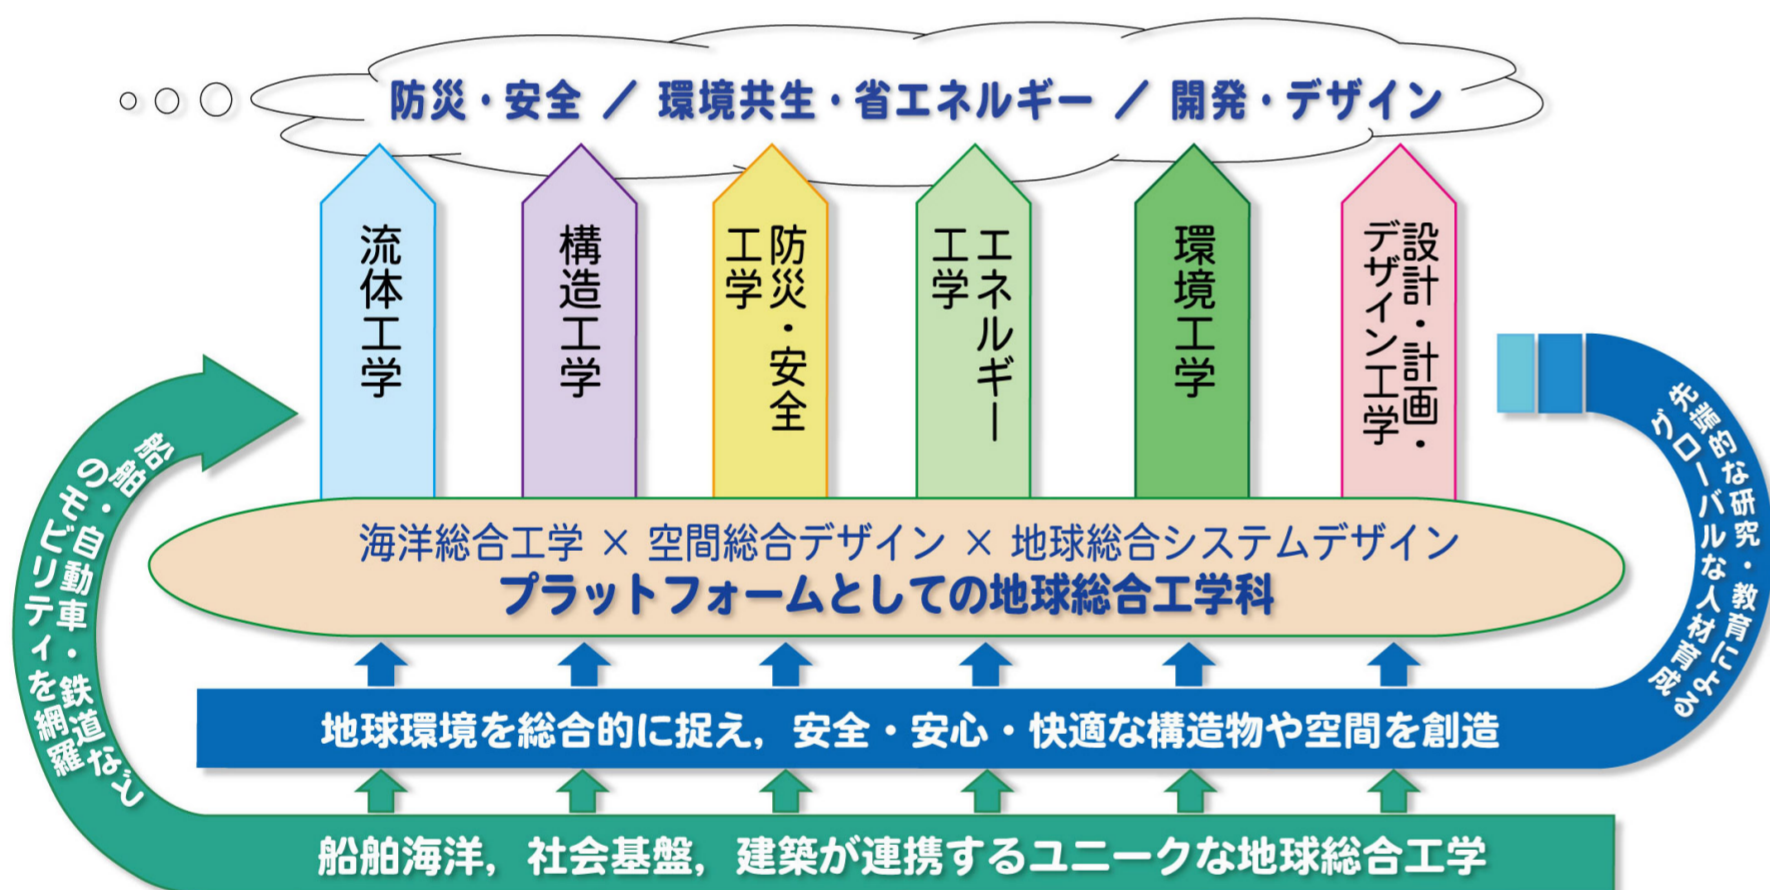 防災・安全 ／ 環境共生・省エネルギー ／ 開発・デザイン
流体工学
構造工学
防災・安全
工学
エネルギー
工学
環境工学
設計・計画・
デザイン工学
船舶・自動車・鉄道など
のモビリティを網羅
先端的な研究・教育による
グローバルな人材育成
海洋総合工学 × 空間総合デザイン × 地球総合システムデザイン
プラットフォームとしての地球総合工学科
地球環境を総合的に捉え，安全・安心・快適な構造物や空間を創造
船舶海洋，社会基盤，建築が連携するユニークな地球総合工学